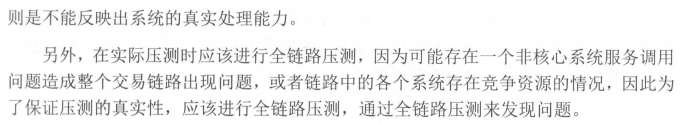 则是不能反映出系统的真实处理能力。
另外，在实际压测时应该进行全链路压测，因为可能存在一个非核心系统服务调用
问题造成整个交易链路出现问题，或者链路中的各个系统存在竞争资源的情况，因此为
了保证压测的真实性，应该进行全链路压测，通过全链路压测来发现问题。